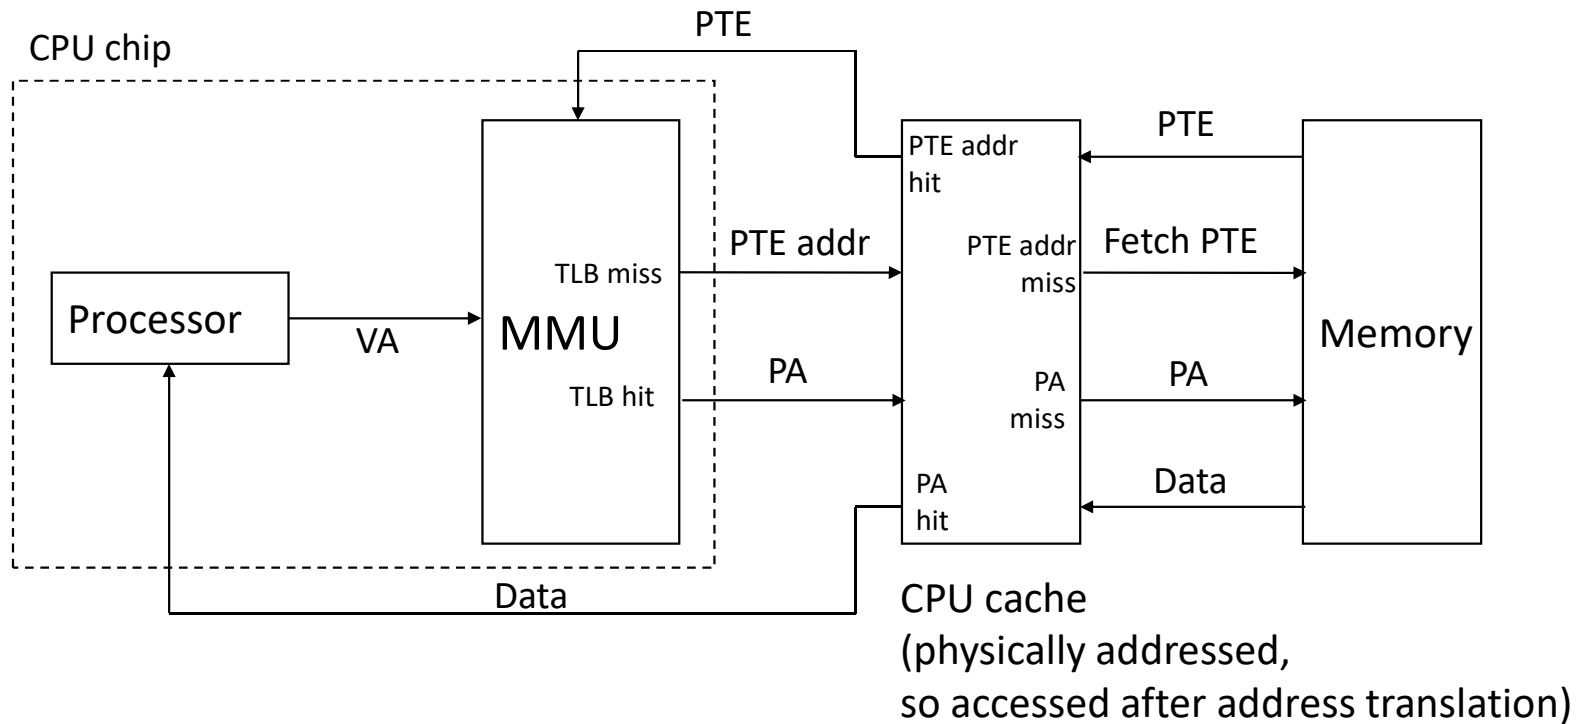 PTE
CPU chip
PTE addr
hit
PTE
TLB miss
PTE addr
PTE addr
miss
Fetch PTE
Processor
VA
MMU
Memory
TLB hit
PA
PA
miss
PA
PA
hit
Data
Data
CPU cache
(physically addressed,
so accessed after address translation)